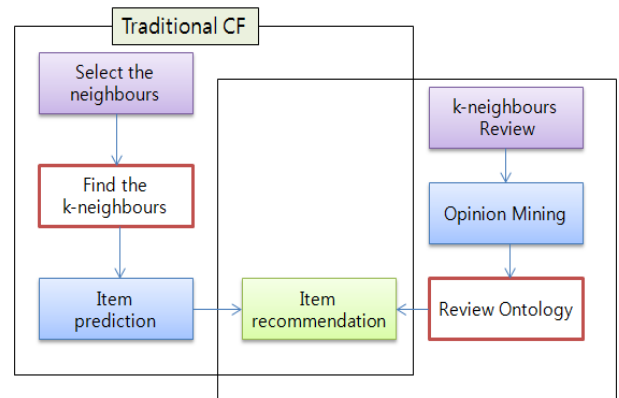 Traditional CF
Select the
neighbours
Find the
k-neighbours
Item
prediction
Item
recommendation
k-neighbours
Review
Opinion Mining
Review Ontology